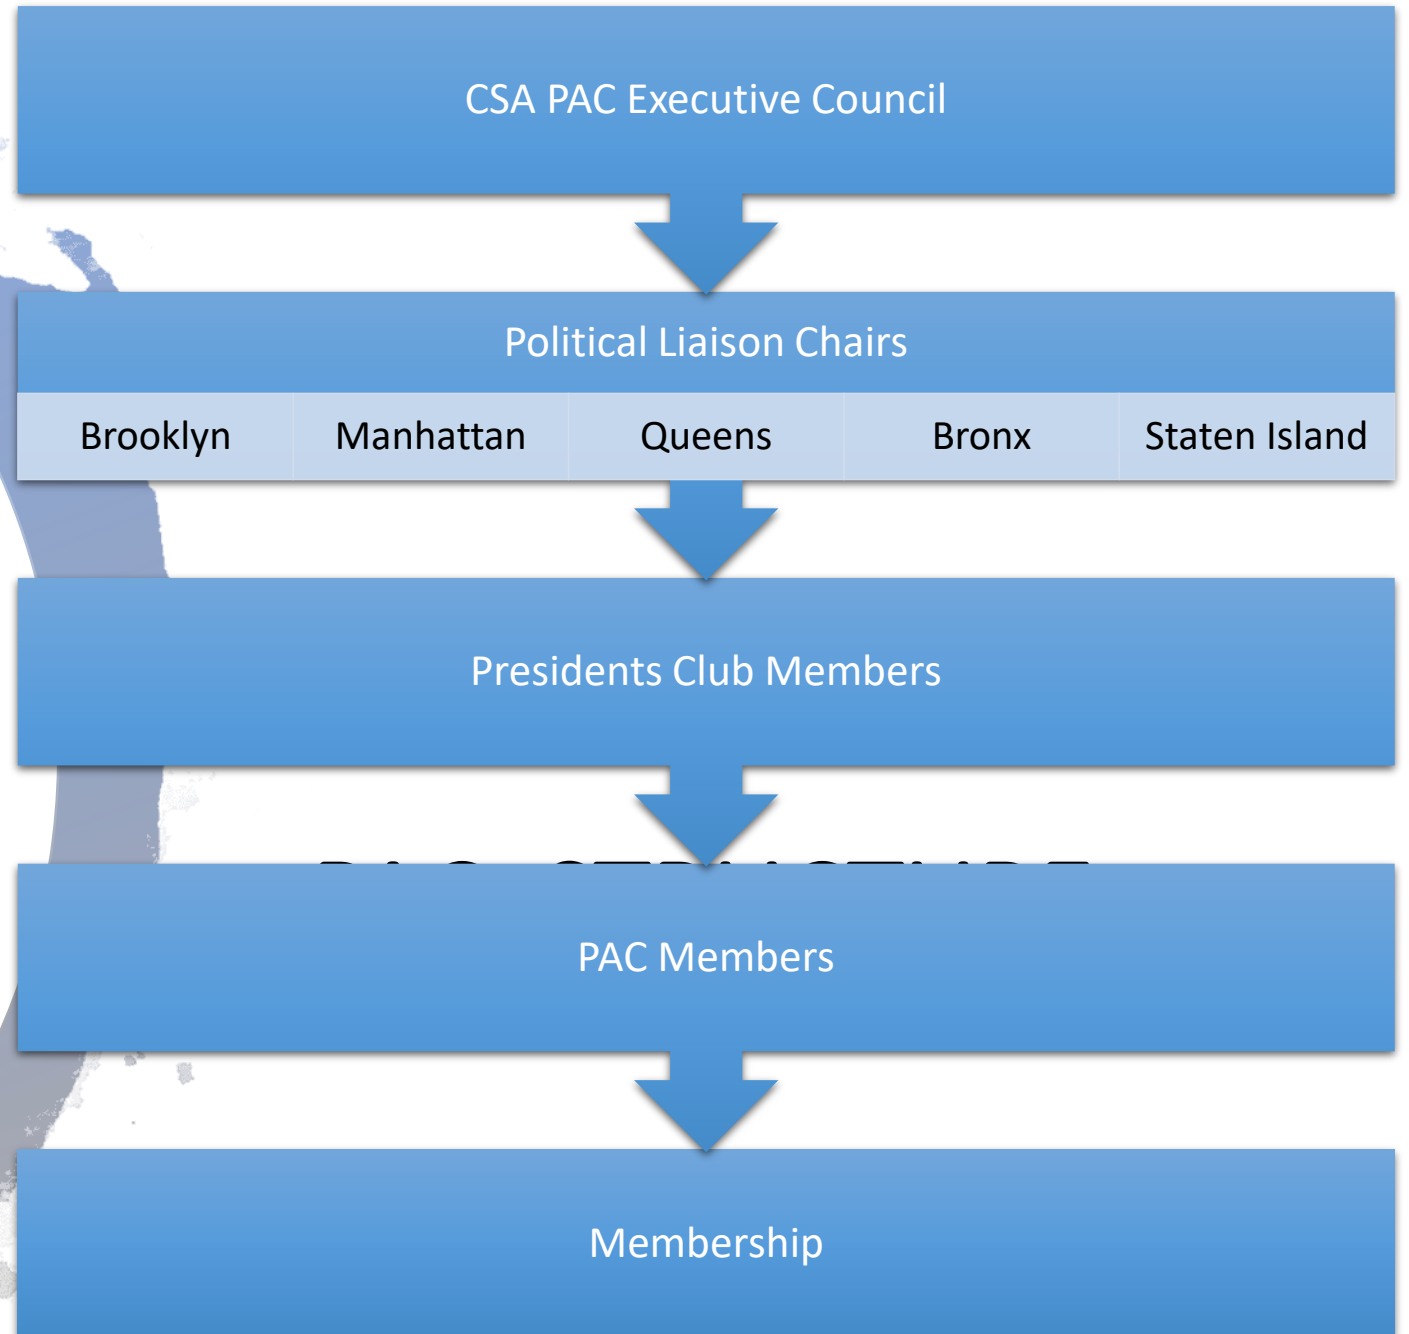 CSA PAC Executive Council
Political Liaison Chairs
Brooklyn Manhattan Queens Bronx Staten Island
Presidents Club Members
PAC Members
Membership